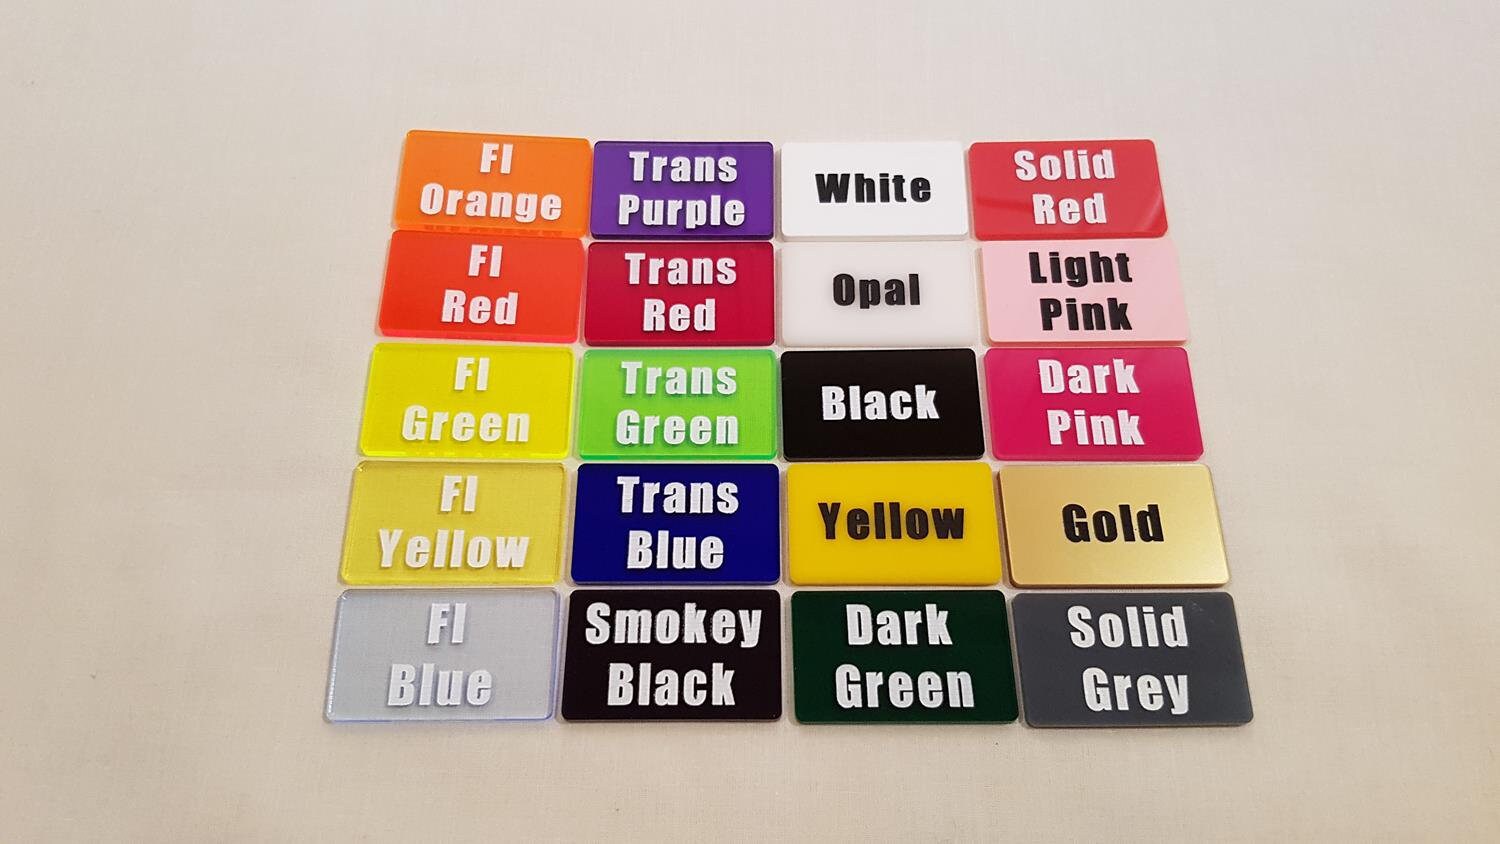 Fl
Orange
Trans
Purple
White
Solid
Red
Fl
Red
Trans
Red
Opal
Light
Pink
Fl
Green
Trans
Green
Black
Dark
Pink
Fl
Yellow
Trans
Blue
Yellow
Gold
Fl
Blue
Smokey
Black
Dark
Green
Solid
Grey